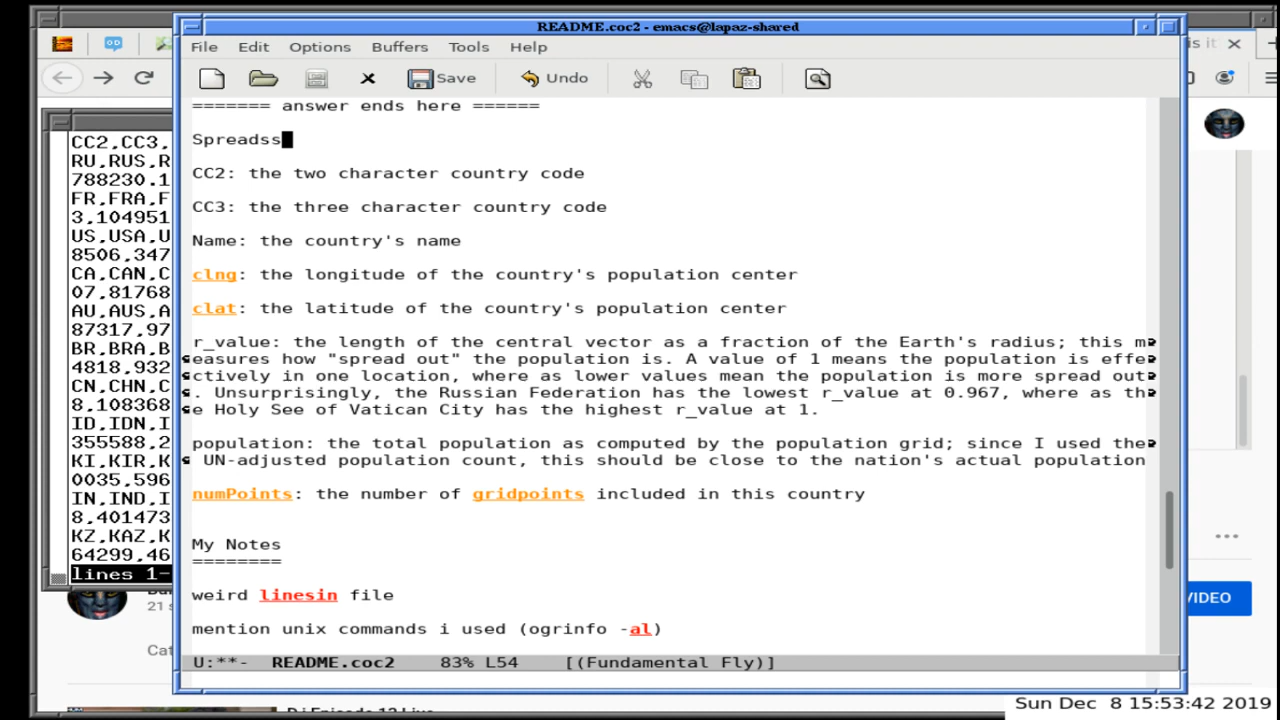 README.coc2 - emacs@lapaz-shared
is it
File Edit Options Buffers Tools Help
Save Undo
======= answer ends here ======
Spreadss
CC2: the two character country code
CC3: the three character country code
Name: the country's name
clng: the longitude of the country's population center
clat: the latitude of the country's population center
r_value: the length of the central vector as a fraction of the Earth's radius; this m
easures how "spread out" the population is. A value of 1 means the population is effe
ctively in one location, where as lower values mean the population is more spread out
. Unsurprisingly, the Russian Federation has the lowest r_value at 0.967, where as th
e Holy See of Vatican City has the highest r_value at 1.
population: the total population as computed by the population grid; since I used the
UN-adjusted population count, this should be close to the nation's actual population
numPoints: the number of gridpoints included in this country
My Notes
========
weird linesin file
mention unix commands i used (ogrinfo -al)
U:**- README.coc2 83% L54 [(Fundamental Fly)]
CC2,CC3,
RU,RUS,R
788230.1
FR,FRA,F
3,104951
US,USA,U
8506,347
CA,CAN,C
07,81768
AU,AUS,A
87317,97
BR,BRA,B
4818,932
CN,CHN,C
8,108368
ID,IDN,I
355588,2
KI,KIR,K
0035,596
IN,IND,I
8,401473
KZ,KAZ,K
64299,46
lines 1-
21 s
Cat
VIDEO
Sun Dec 8 15:53:42 2019